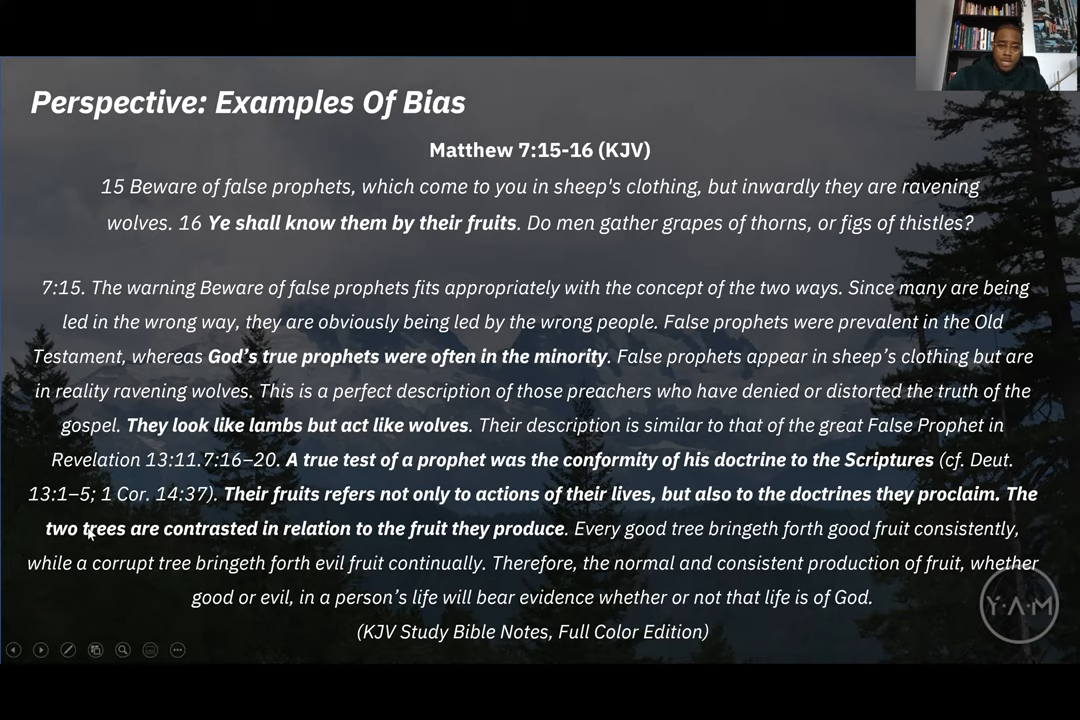 Perspective: Examples Of Bias
Matthew 7:15-16 (KJV)
15 Beware of false prophets, which come to you in sheep's clothing, but inwardly they are ravening
wolves. 16 Ye shall know them by their fruits. Do men gather grapes of thorns, or figs of thistles?
7:15. The warning Beware of false prophets fits appropriately with the concept of the two ways. Since many are being
led in the wrong way, they are obviously being led by the wrong people. False prophets were prevalent in the Old
Testament, whereas God’s true prophets were often in the minority. False prophets appear in sheep’s clothing but are
in reality ravening wolves. This is a perfect description of those preachers who have denied or distorted the truth of the
gospel. They look like lambs but act like wolves. Their description is similar to that of the great False Prophet in
Revelation 13:11.7:16–20. A true test of a prophet was the conformity of his doctrine to the Scriptures (cf. Deut.
13:1–5; 1 Cor. 14:37). Their fruits refers not only to actions of their lives, but also to the doctrines they proclaim. The
two trees are contrasted in relation to the fruit they produce. Every good tree bringeth forth good fruit consistently,
while a corrupt tree bringeth forth evil fruit continually. Therefore, the normal and consistent production of fruit, whether
good or evil, in a person’s life will bear evidence whether or not that life is of God.
(KJV Study Bible Notes, Full Color Edition)
Y·A·M